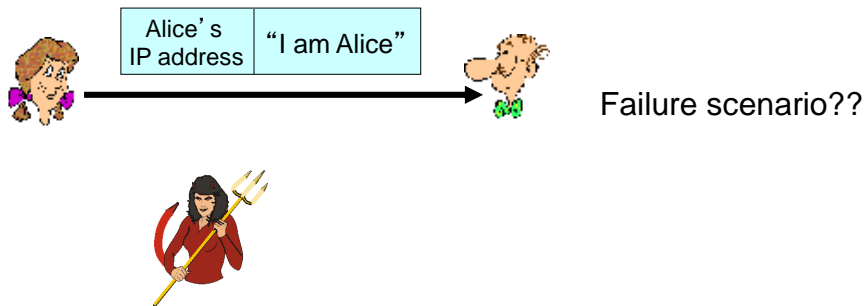 Alice’s
IP address
“I am Alice”
Failure scenario??